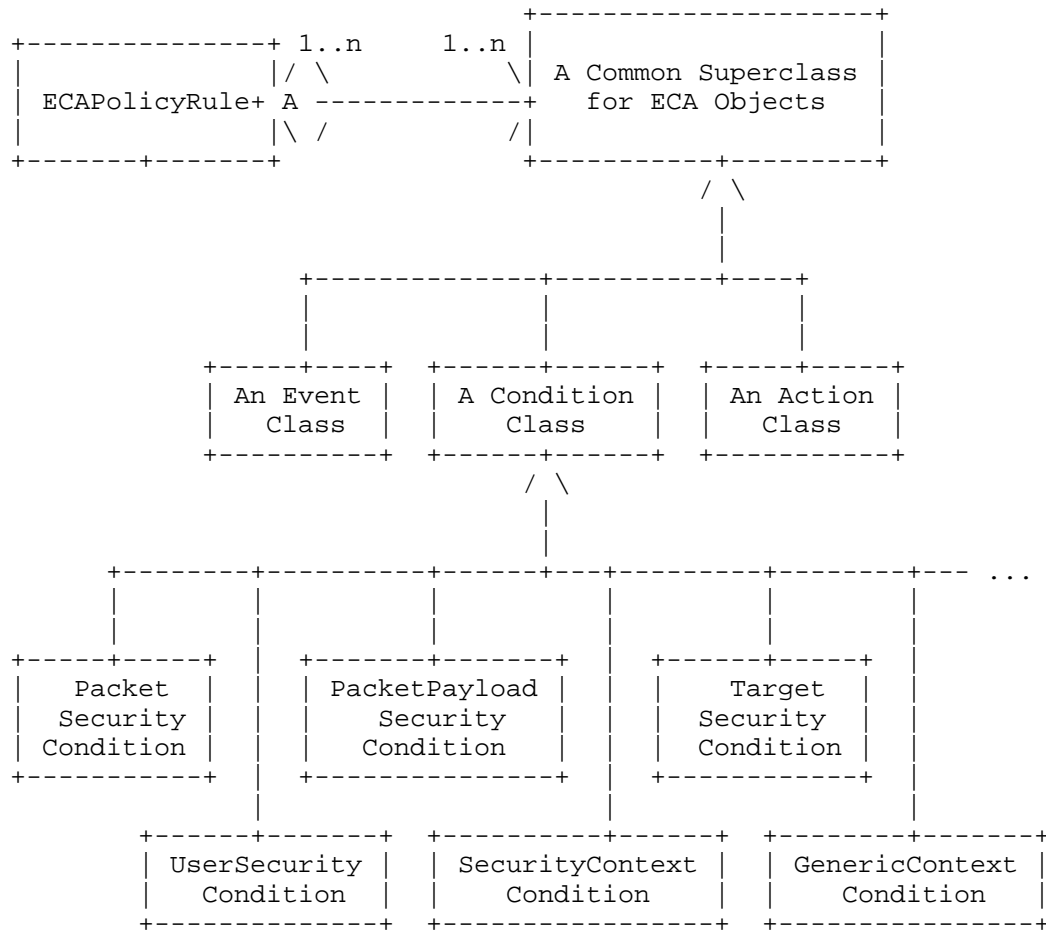 1..n 1..n
A Common Superclass
ECAPolicyRule A for ECA Objects
An Event A Condition An Action
Class Class Class
Packet PacketPayload Target
Security Security Security
Condition Condition Condition
...
UserSecurity SecurityContext GenericContext
Condition Condition Condition